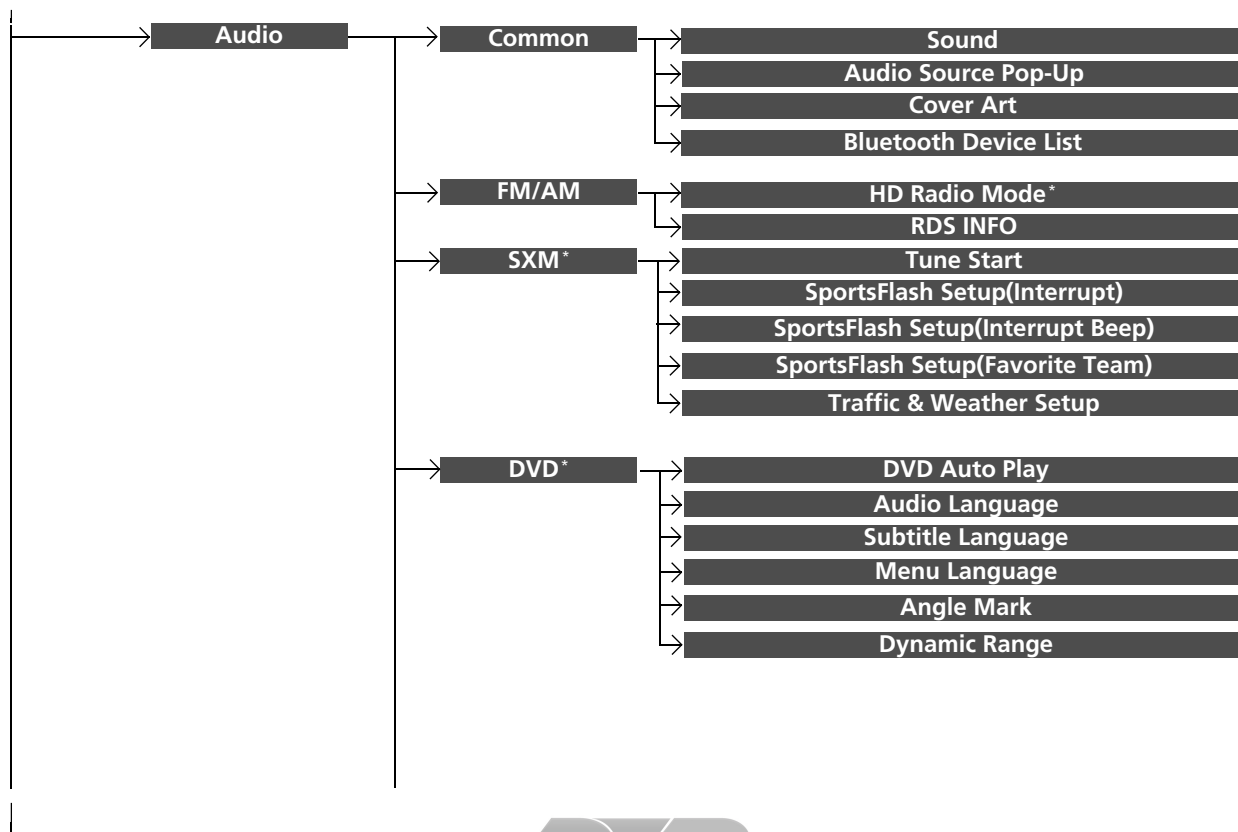 Audio
Common
Sound
Audio Source Pop-Up
Cover Art
Bluetooth Device List
FM/AM
HD Radio Mode*
RDS INFO
SXM*
Tune Start
SportsFlash Setup(Interrupt)
SportsFlash Setup(Interrupt Beep)
SportsFlash Setup(Favorite Team)
Traffic & Weather Setup
DVD*
DVD Auto Play
Audio Language
Subtitle Language
Menu Language
Angle Mark
Dynamic Range